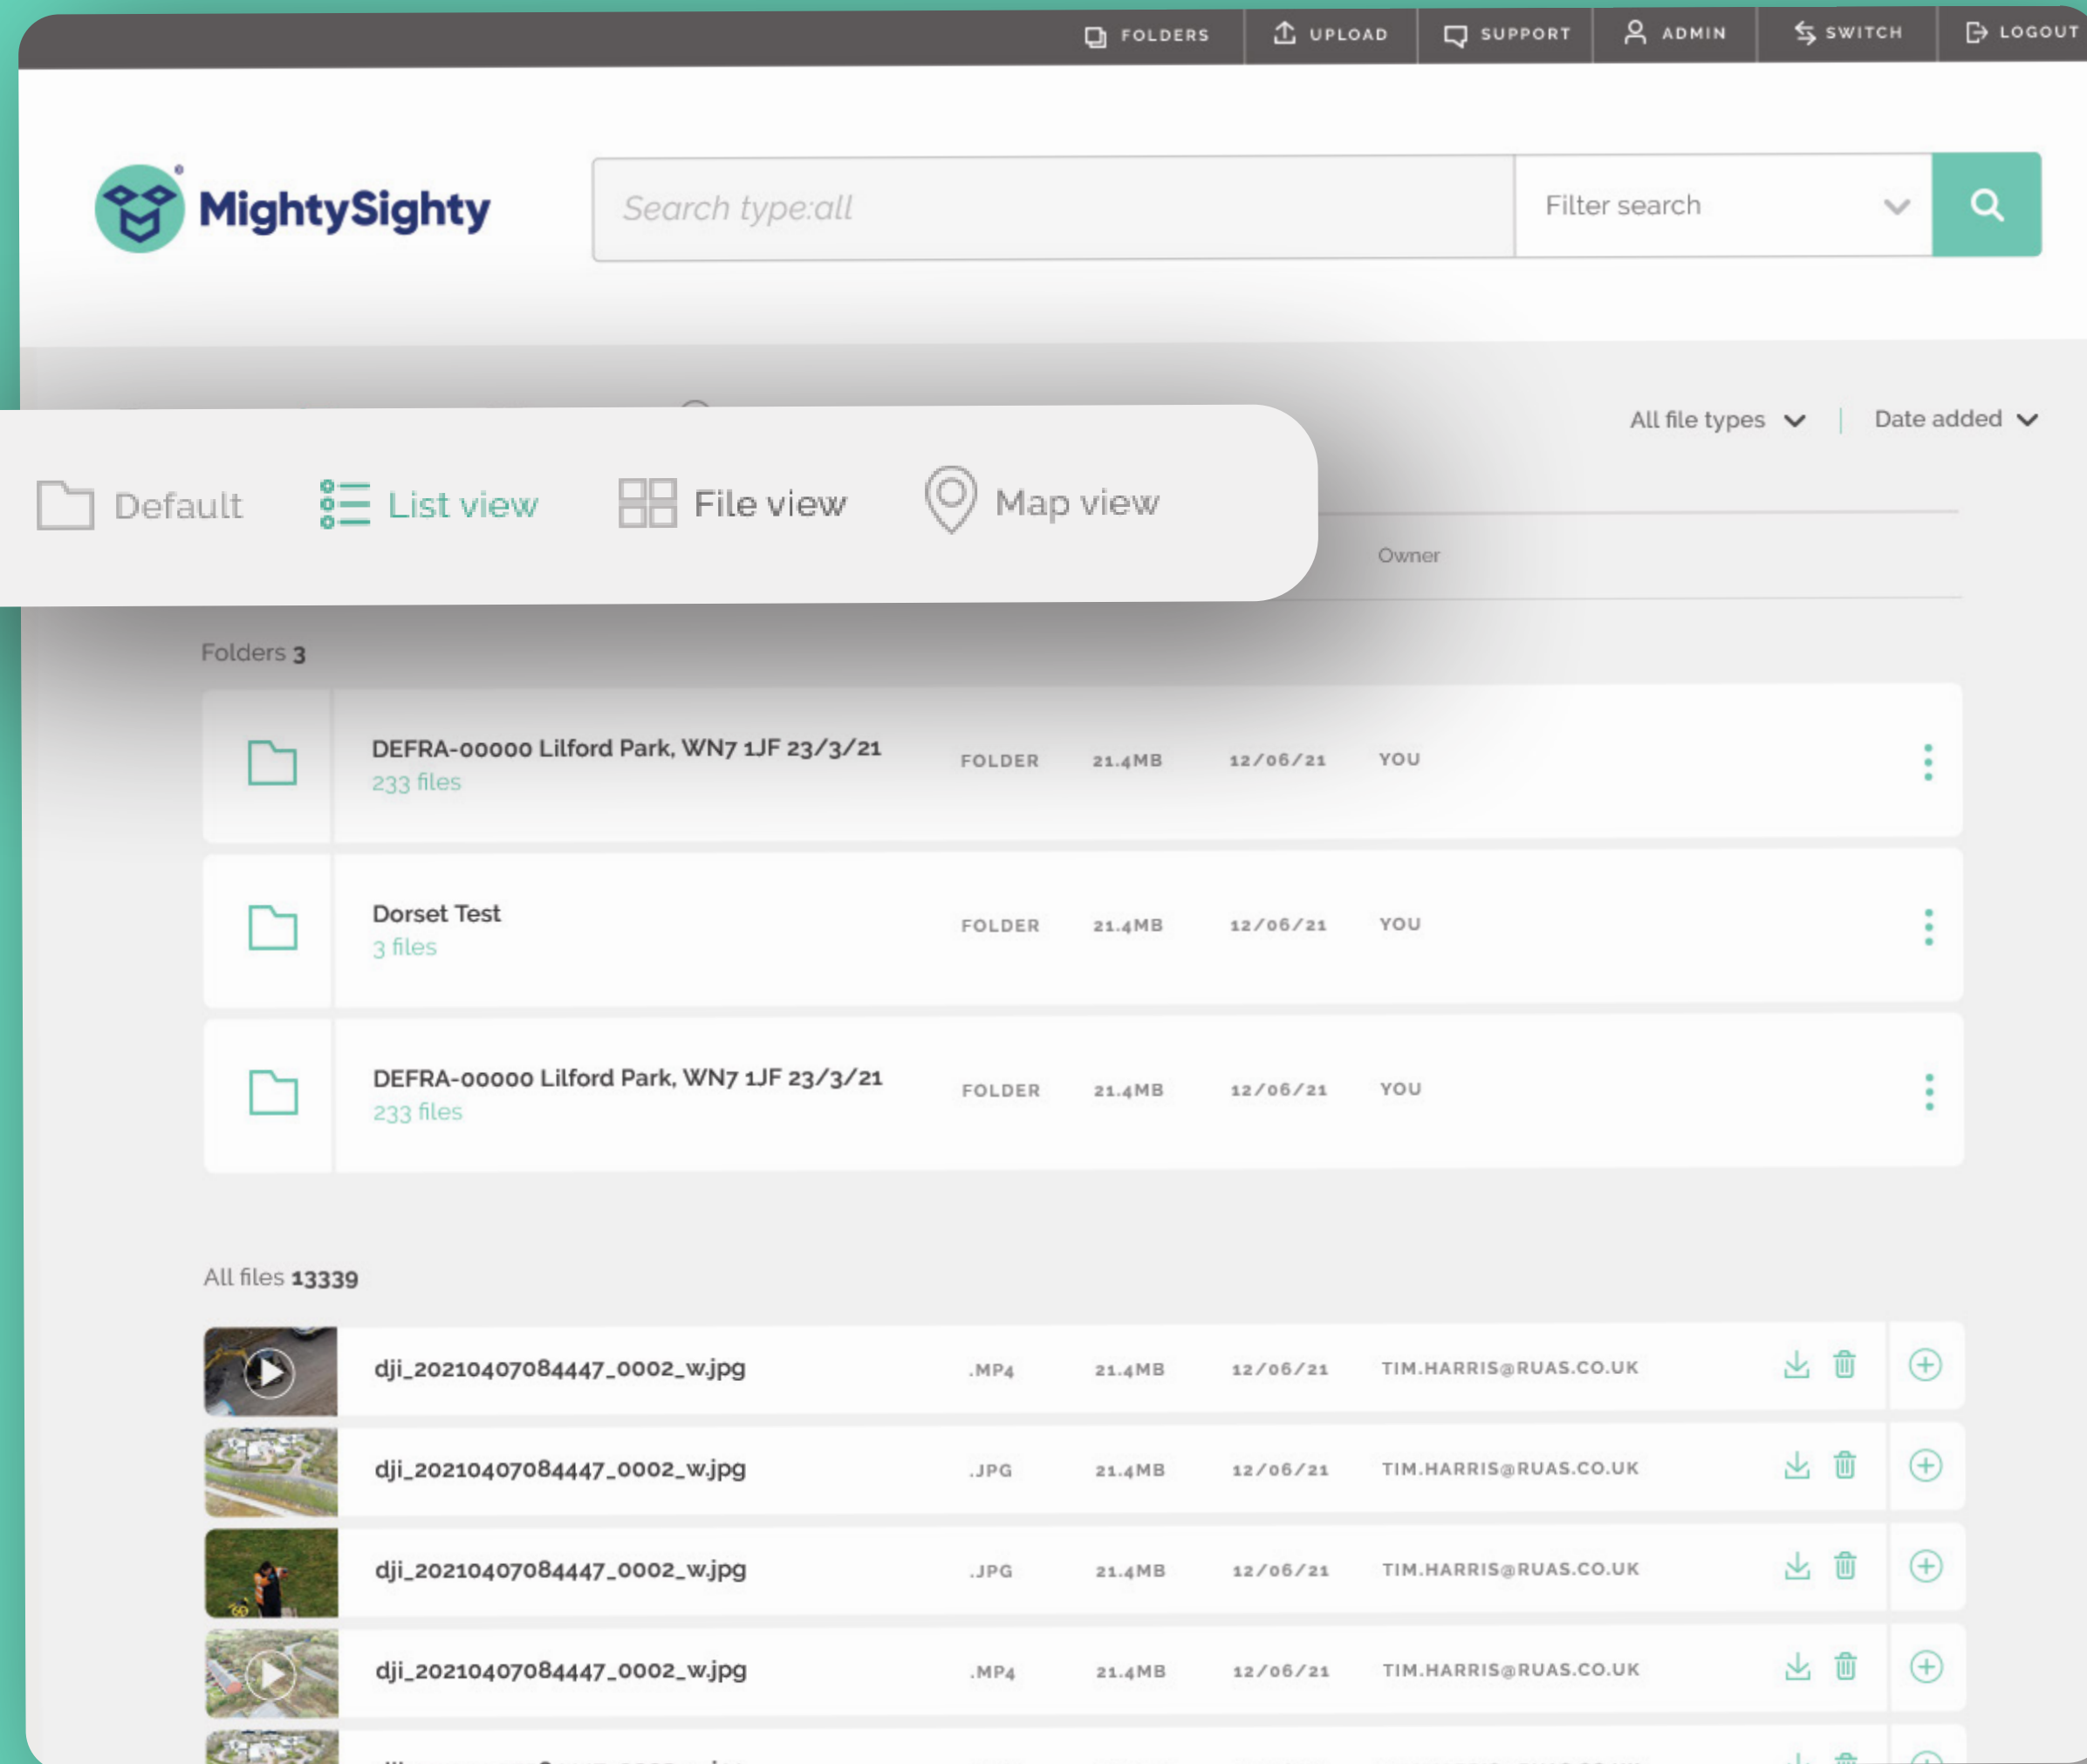 FOLDERS UPLOAD SUPPORT ADMIN SWITCH LOGOUT
MightySighty
Search type:all
Filter search
All file types Date added
Default List view File view Map view
Owner
Folders 3
DEFRA-00000 Lilford Park, WN7 1JF 23/3/21
233 files
FOLDER 21.4MB 12/06/21 YOU
Dorset Test
3 files
FOLDER 21.4MB 12/06/21 YOU
DEFRA-00000 Lilford Park, WN7 1JF 23/3/21
233 files
FOLDER 21.4MB 12/06/21 YOU
All files 13339
dji_20210407084447_0002_w.jpg .MP4 21.4MB 12/06/21 TIM.HARRIS@RUAS.CO.UK
dji_20210407084447_0002_w.jpg .JPG 21.4MB 12/06/21 TIM.HARRIS@RUAS.CO.UK
dji_20210407084447_0002_w.jpg .JPG 21.4MB 12/06/21 TIM.HARRIS@RUAS.CO.UK
dji_20210407084447_0002_w.jpg .MP4 21.4MB 12/06/21 TIM.HARRIS@RUAS.CO.UK